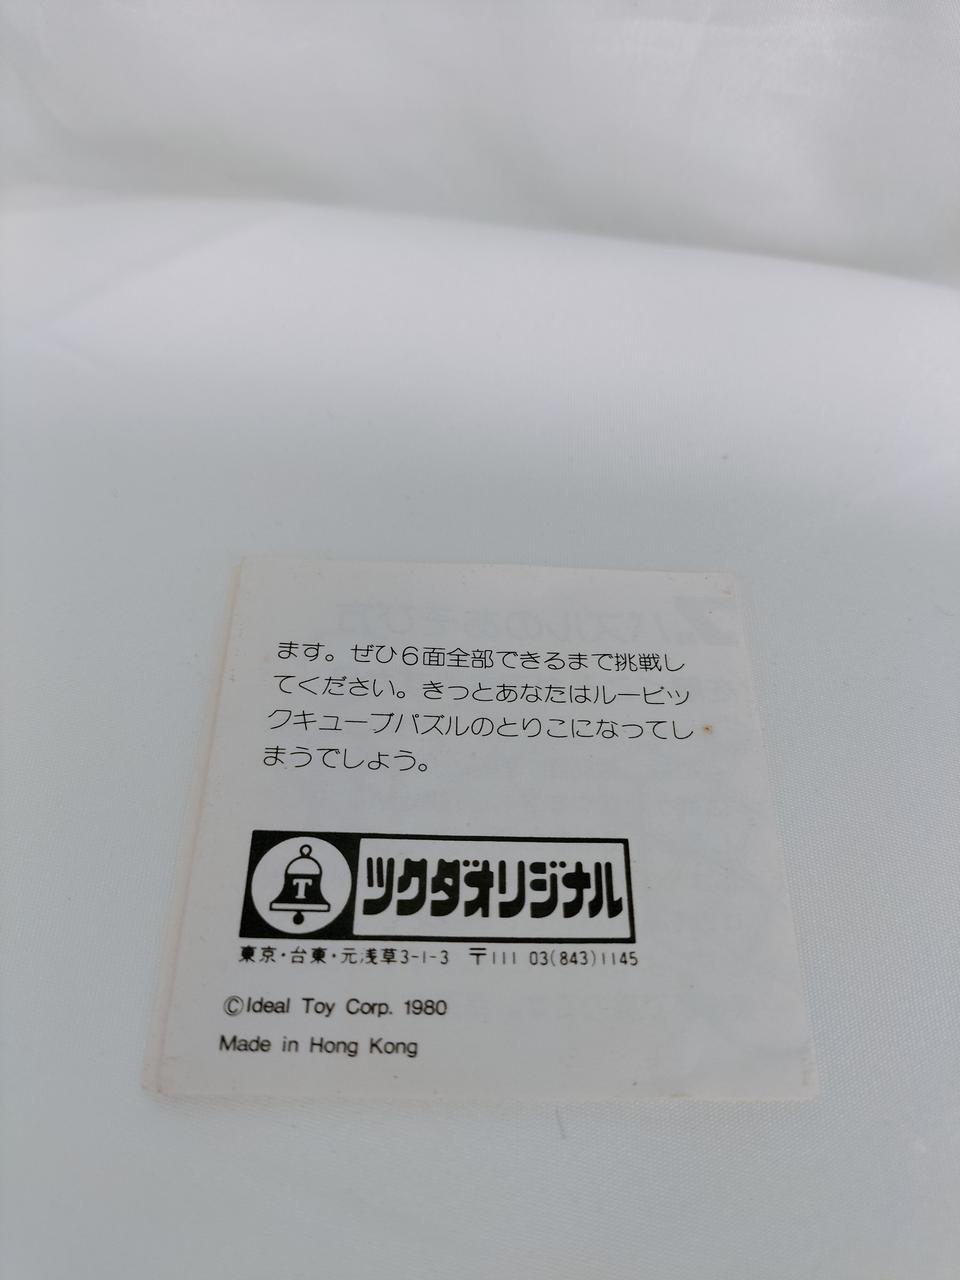 ます。ぜひ6面全部できるまで挑戦し
てください。きっとあなたはルービッ
クキューブパズルのとりこになってし
まうでしょう。
T
ツクダオリジナル
東京・台東・元浅草3-1-3 〒111 03(843)1145
©Ideal Toy Corp. 1980
Made in Hong Kong